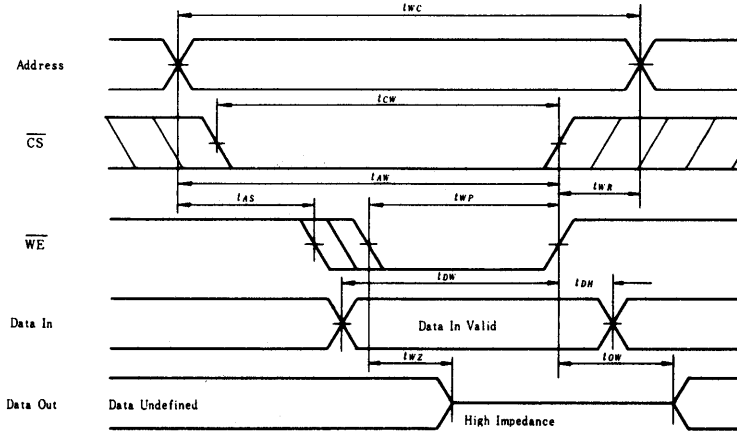 tWC
Address
tCW
CS
tAW
tAS
tWP
tWR
WE
tDW
tDH
Data In
Data In Valid
tWZ
tOW
Data Out
Data Undefined
High Impedance